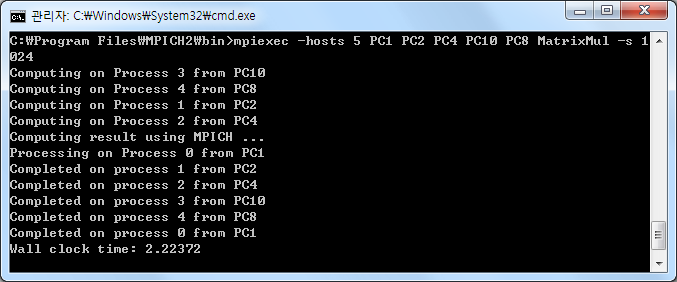 관리자: C:₩Windows₩System32₩cmd.exe
C:₩Program Files₩MPICH2₩bin>mpiexec -hosts 5 PC1 PC2 PC4 PC10 PC8 MatrixMul -s 1
024
Computing on Process 3 from PC10
Computing on Process 4 from PC8
Computing on Process 1 from PC2
Computing on Process 2 from PC4
Computing result using MPICH ...
Processing on Process 0 from PC1
Completed on process 1 from PC2
Completed on process 2 from PC4
Completed on process 3 from PC10
Completed on process 4 from PC8
Completed on process 0 from PC1
Wall clock time: 2.22372